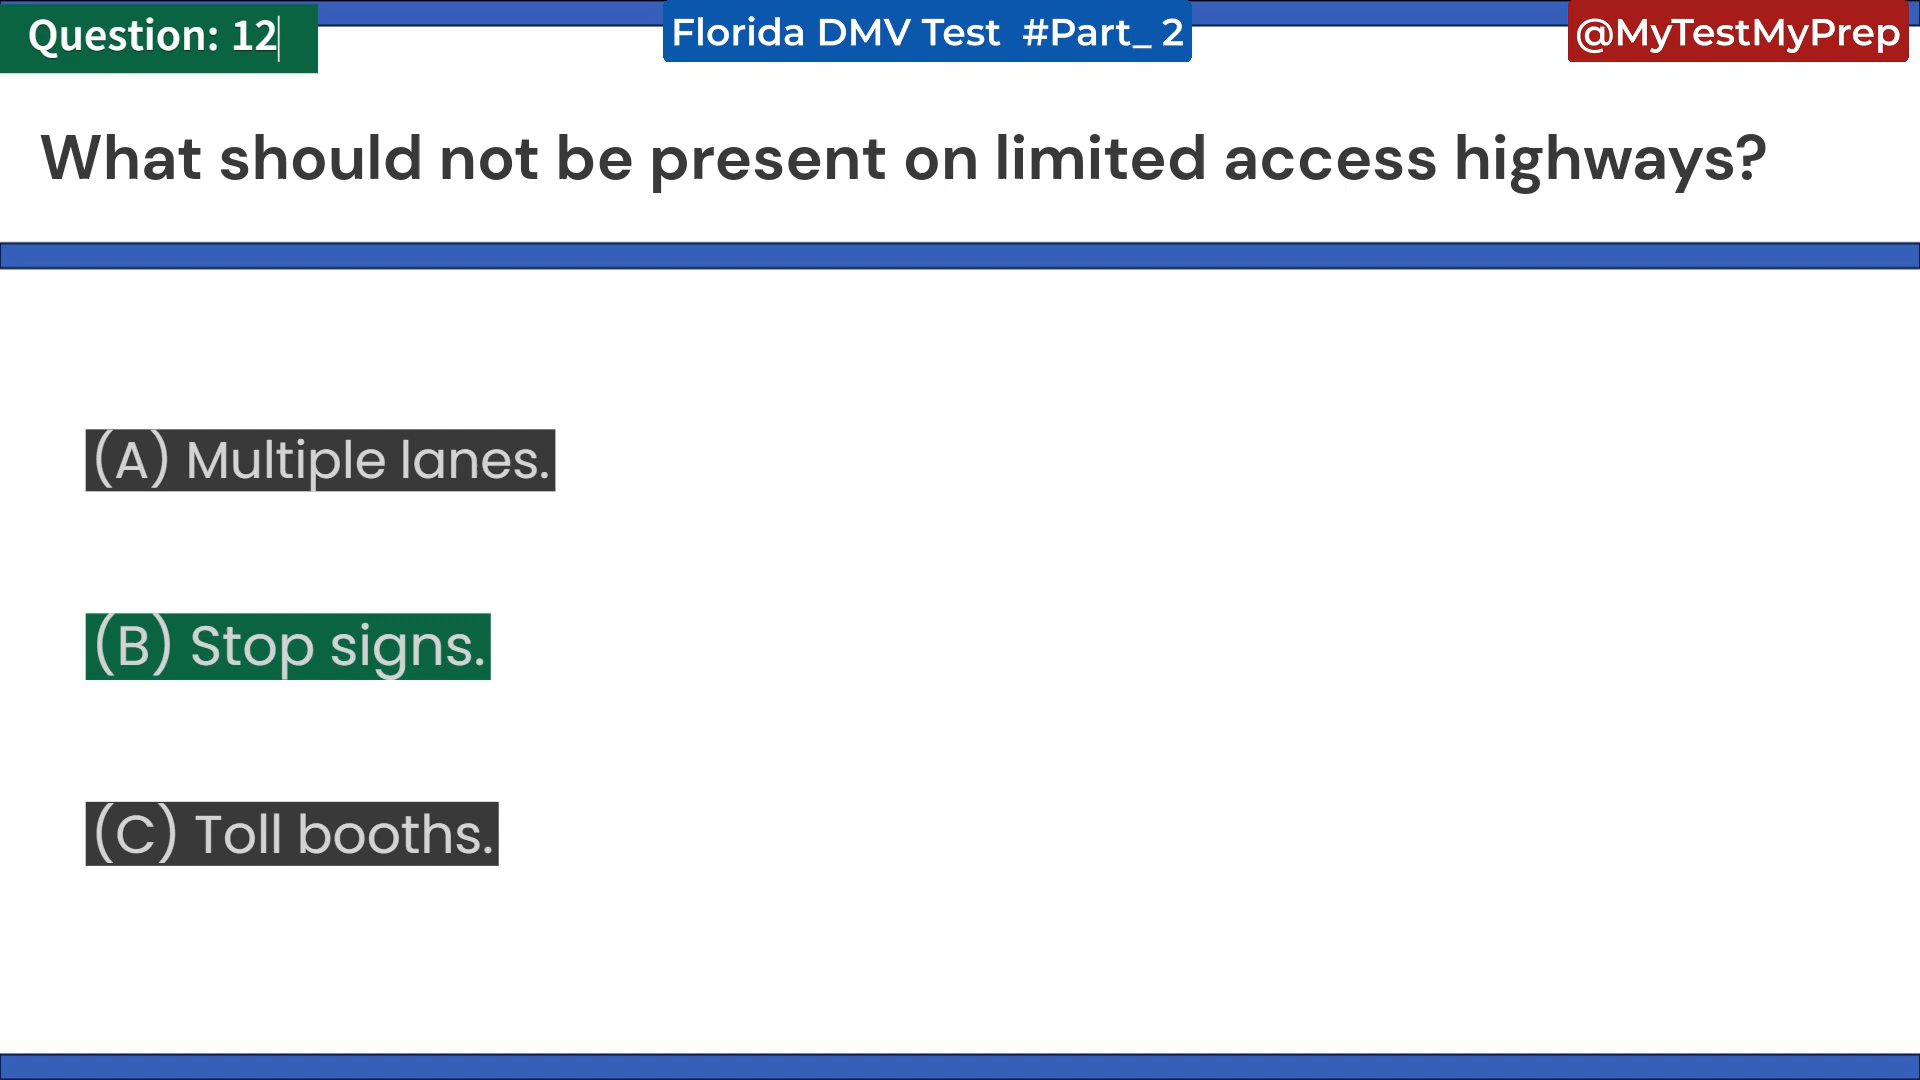 Question: 12
Florida DMV Test #Part_ 2
@MyTestMyPrep
What should not be present on limited access highways?
(A) Multiple lanes.
(B) Stop signs.
(C) Toll booths.